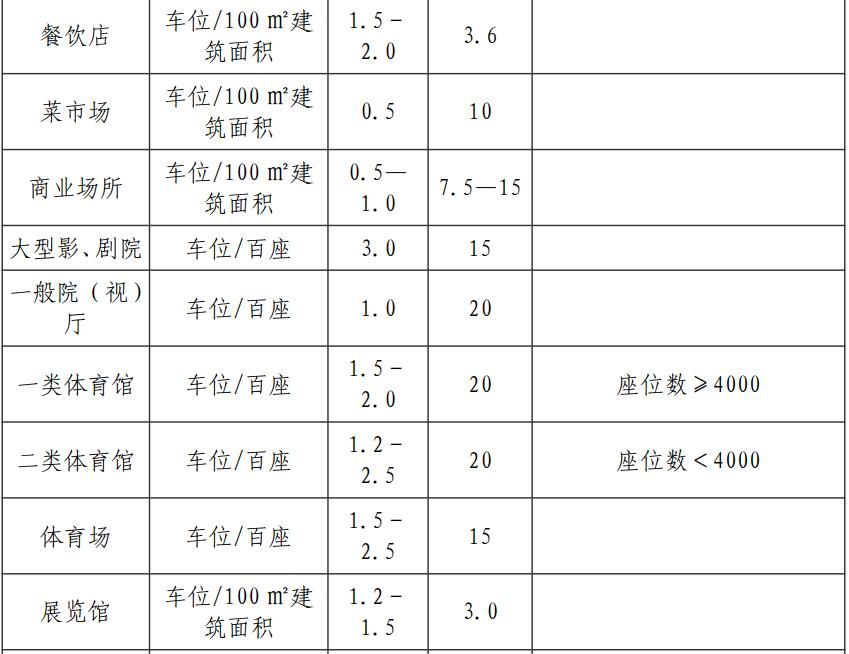 餐饮店
车位/100 ㎡建
筑面积
1.5-
2.0
3.6
菜市场
车位/100 ㎡建
筑面积
0.5
10
商业场所
车位/100 ㎡建
筑面积
0.5—
1.0
7.5—15
大型影、剧院
车位/百座
3.0
15
一般院（视）
厅
车位/百座
1.0
20
一类体育馆
车位/百座
1.5-
2.0
20
座位数≥4000
二类体育馆
车位/百座
1.2-
2.5
20
座位数<4000
体育场
车位/百座
1.5-
2.5
15
展览馆
车位/100 ㎡建
筑面积
1.2-
1.5
3.0